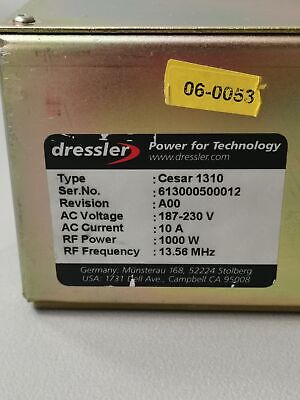 06-0053
dressler Power for Technology
www.dressler.com
Type : Cesar 1310
Ser.No. : 613000500012
Revision : A00
AC Voltage : 187-230 V
AC Current : 10 A
RF Power : 1000 W
RF Frequency : 13.56 MHz
Germany: Münsterau 168, 52224 Stolberg
USA: 1731 Dell Ave., Campbell CA 95008